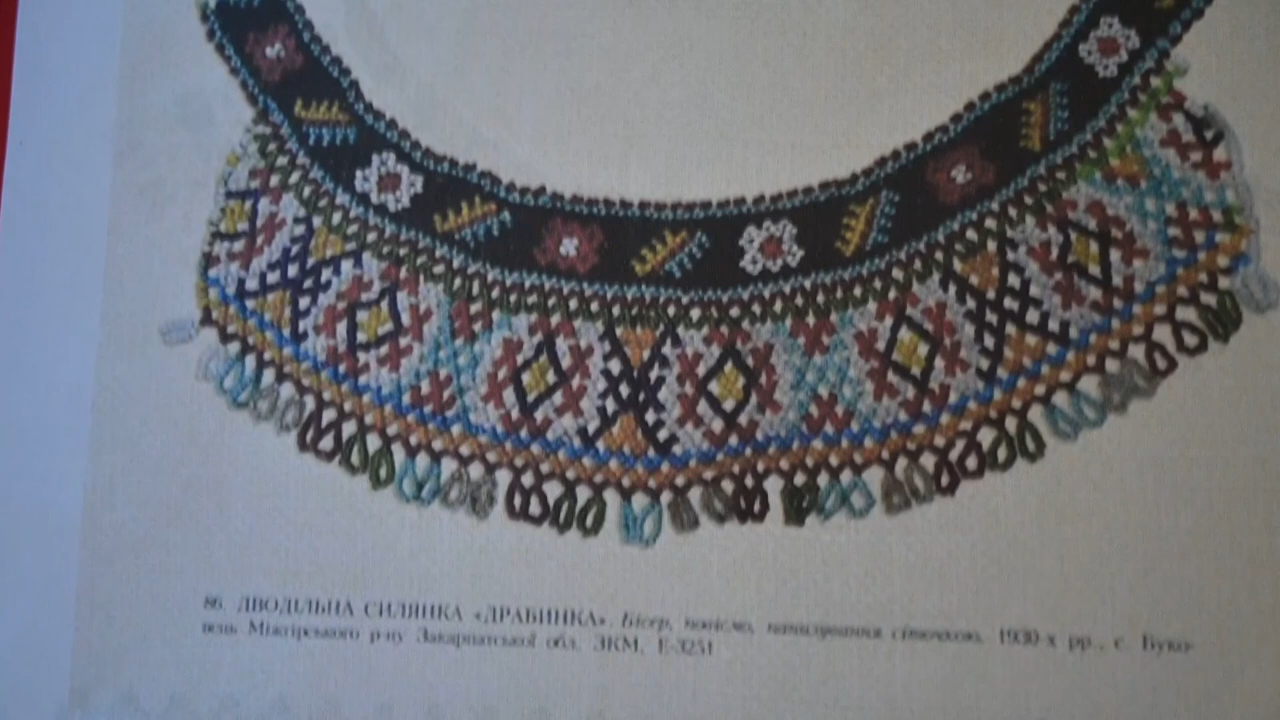 86. ДВОДІЛЬНА СИЛЯНКА «ДРАБИНКА». Бісер, нанизування сіточкою. 1930-х рр., с. Буко-
вець Міжгірського р-ну Закарпатської обл. ЗКМ, Е-3251